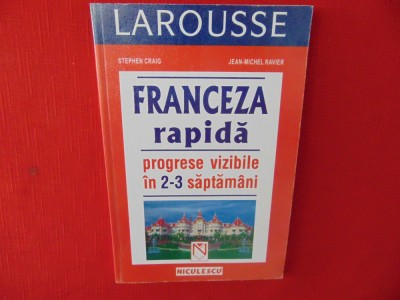 LAROUSSE
STEPHEN CRAIG JEAN-MICHEL RAVIER
FRANCEZA
rapidă
progrese vizibile
în 2-3 săptămâni
N
NICULESCU